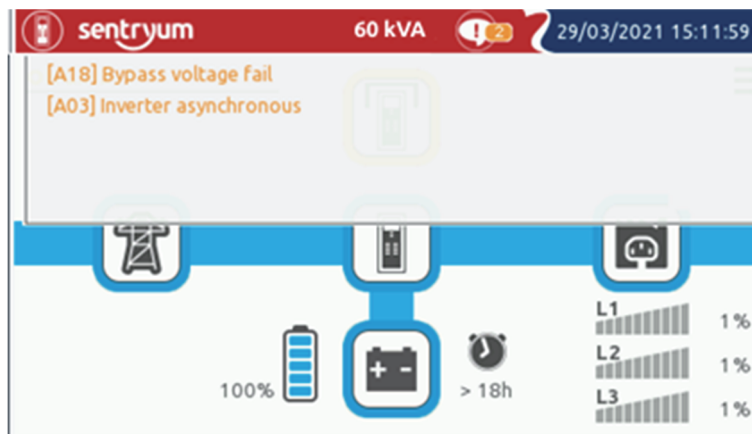 sentryum 60 kVA 2 29/03/2021 15:11:59
[A18] Bypass voltage fail
[A03] Inverter asynchronous
L1 1%
L2 1%
100% > 18h
L3 1%